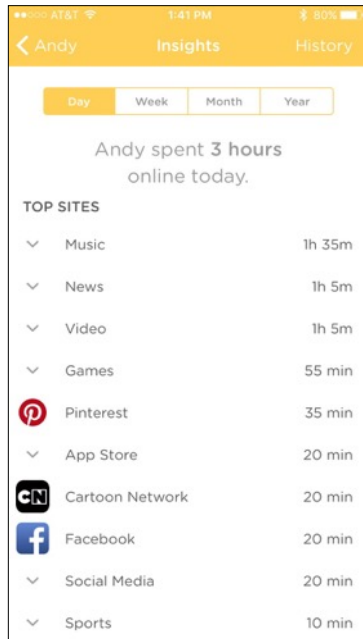 AT&T 1:41 PM 80%
Andy Insights History
Day Week Month Year
Andy spent 3 hours
online today.
TOP SITES
Music 1h 35m
News 1h 5m
Video 1h 5m
Games 55 min
Pinterest 35 min
App Store 20 min
CN Cartoon Network 20 min
Facebook 20 min
Social Media 20 min
Sports 10 min